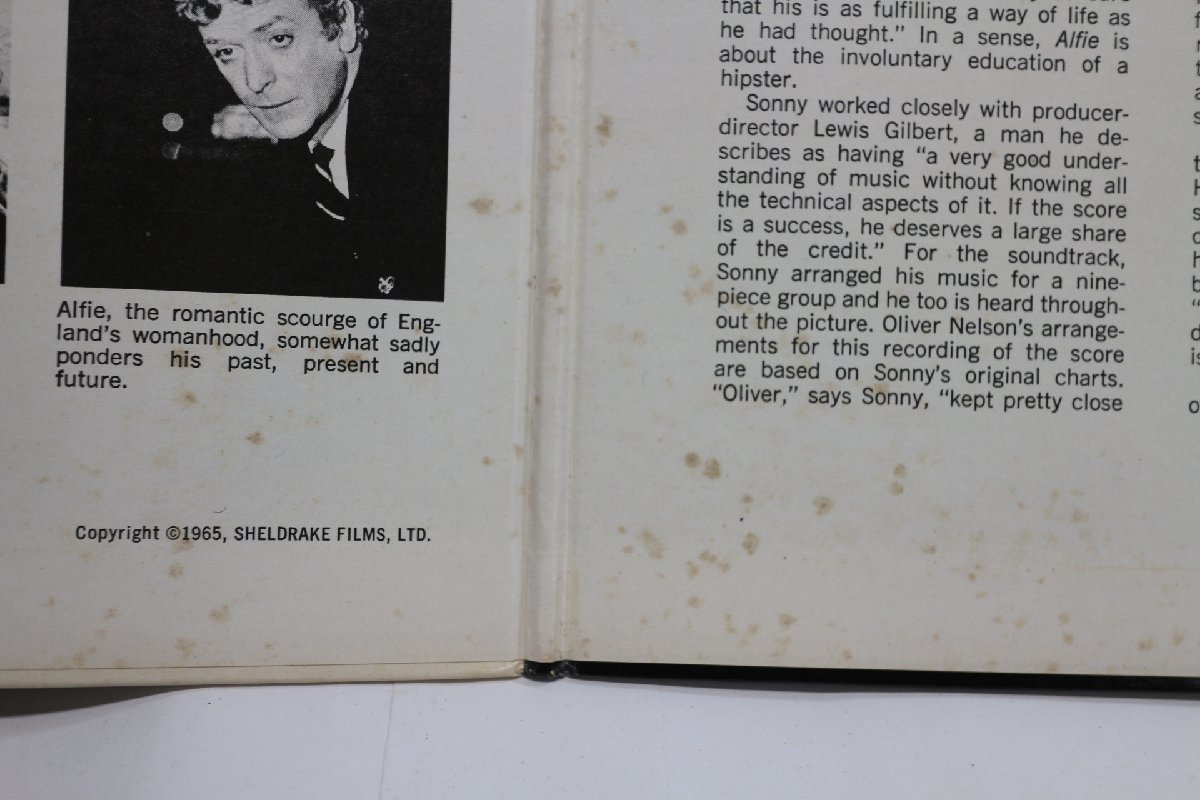 Alfie, the romantic scourge of Eng-
land's womanhood, somewhat sadly
ponders his past, present and
future.
Copyright ©1965, SHELDRAKE FILMS, LTD.
that his is as fulfilling a way of life as
he had thought." In a sense, Alfie is
about the involuntary education of a
hipster.
Sonny worked closely with producer-
director Lewis Gilbert, a man he de-
scribes as having "a very good under-
standing of music without knowing all
the technical aspects of it. If the score
is a success, he deserves a large share
of the credit." For the soundtrack,
Sonny arranged his music for a nine-
piece group and he too is heard through-
out the picture. Oliver Nelson's arrange-
ments for this recording of the score
are based on Sonny's original charts.
"Oliver," says Sonny, "kept pretty close